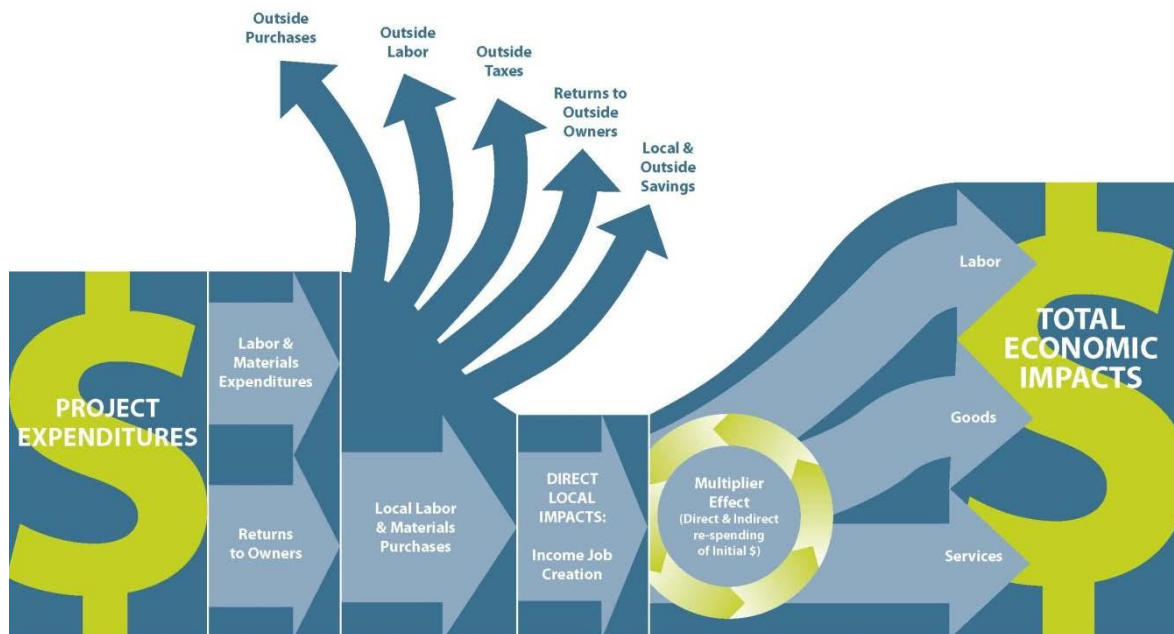 Outside
Purchases
Outside
Labor
Outside
Taxes
Returns to
Outside
Owners
Local &
Outside
Savings
PROJECT
EXPENDITURES
Labor &
Materials
Expenditures
Returns
to Owners
Local Labor
& Materials
Purchases
DIRECT
LOCAL
IMPACTS:
Income Job
Creation
Multiplier
Effect
(Direct & Indirect
re-spending
of Initial $)
Labor
Goods
Services
TOTAL
ECONOMIC
IMPACTS